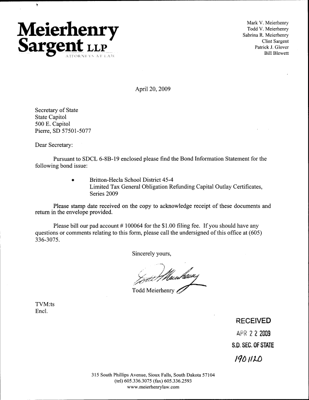 Meierhenry
Sargent LLP
ATTORNEYS AT LAW
Mark V. Meierhenry
Todd V. Meierhenry
Sabrina R. Meierhenry
Clint Sargent
Patrick J. Glover
Bill Blewett
April 20, 2009
Secretary of State
State Capitol
500 E. Capitol
Pierre, SD 57501-5077
Dear Secretary:
Pursuant to SDCL 6-8B-19 enclosed please find the Bond Information Statement for the
following bond issue:
• Britton-Hecla School District 45-4
Limited Tax General Obligation Refunding Capital Outlay Certificates,
Series 2009
Please stamp date received on the copy to acknowledge receipt of these documents and
return in the envelope provided.
Please bill our pad account # 100064 for the $1.00 filing fee. If you should have any
questions or comments relating to this form, please call the undersigned of this office at (605)
336-3075.
Sincerely yours,
Todd Meierhenry
TVM:ts
Encl.
RECEIVED
APR 22 2009
S.D. SEC. OF STATE
1901120
315 South Phillips Avenue, Sioux Falls, South Dakota 57104
(tel) 605.336.3075 (fax) 605.336.2593
www.meierhenrylaw.com